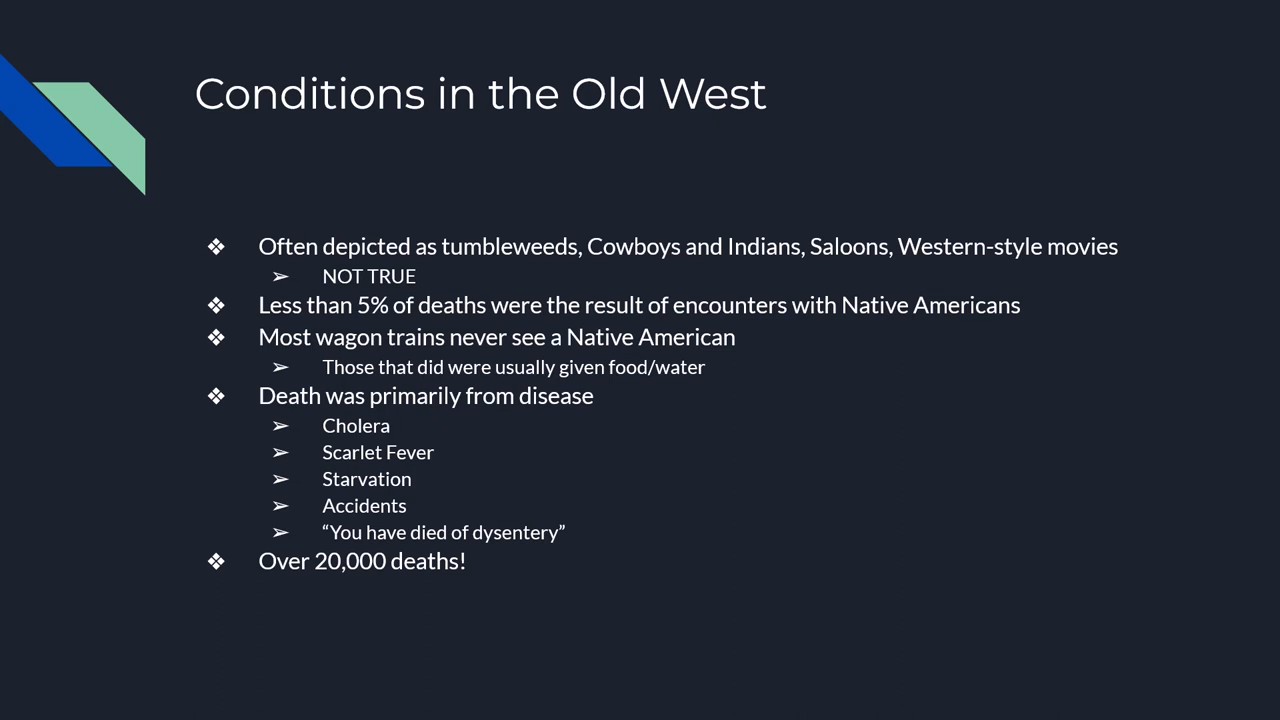 Conditions in the Old West
❖ Often depicted as tumbleweeds, Cowboys and Indians, Saloons, Western-style movies
➢ NOT TRUE
❖ Less than 5% of deaths were the result of encounters with Native Americans
❖ Most wagon trains never see a Native American
➢ Those that did were usually given food/water
❖ Death was primarily from disease
➢ Cholera
➢ Scarlet Fever
➢ Starvation
➢ Accidents
➢ “You have died of dysentery”
❖ Over 20,000 deaths!